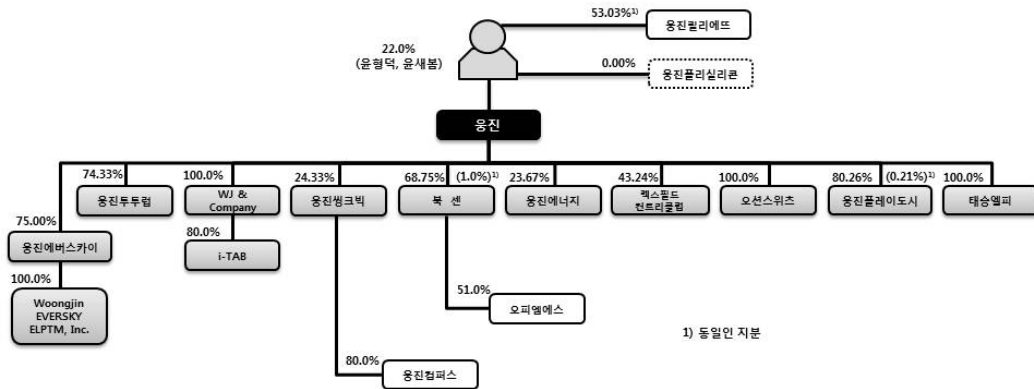 53.03%¹⁾
웅진릴리에뜨
22.0%
(윤형덕, 윤새봄)
0.00%
웅진폴리실리콘
웅진
74.33%
웅진투투럽
100.0%
WJ &
Company
24.33%
웅진씽크빅
68.75%
(1.0%)¹⁾
북 센
23.67%
웅진에너지
43.24%
렉스필드
컨트리클럽
100.0%
오션스위츠
80.26%
(0.21%)¹⁾
웅진플레이도시
100.0%
태승엘피
75.00%
웅진에버스카이
80.0%
i-TAB
100.0%
Woongjin
EVERSKY
ELPTM, Inc.
51.0%
오피엠에스
1) 동일인 지분
80.0%
웅진컴퍼스